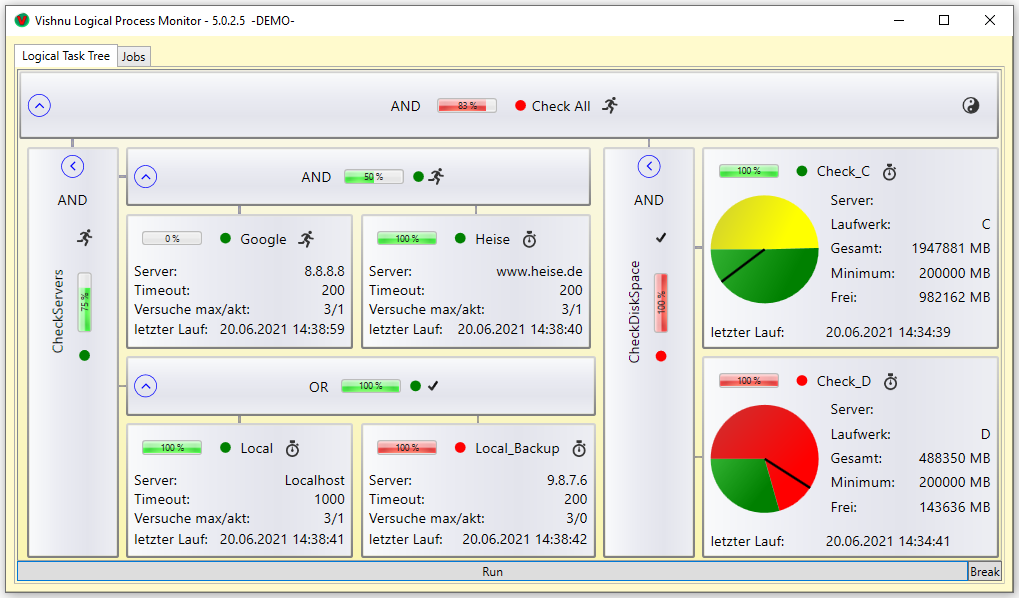 Vishnu Logical Process Monitor - 5.0.2.5 -DEMO-
Logical Task Tree
Jobs
AND
83 %
Check All
AND
CheckServers
75 %
AND
50 %
0 %
Google
Server: 8.8.8.8
Timeout: 200
Versuche max/akt: 3/1
letzter Lauf: 20.06.2021 14:38:59
100 %
Heise
Server: www.heise.de
Timeout: 200
Versuche max/akt: 3/1
letzter Lauf: 20.06.2021 14:38:40
OR
100 %
100 %
Local
Server: Localhost
Timeout: 1000
Versuche max/akt: 3/1
letzter Lauf: 20.06.2021 14:38:41
100 %
Local_Backup
Server: 9.8.7.6
Timeout: 200
Versuche max/akt: 3/0
letzter Lauf: 20.06.2021 14:38:42
AND
CheckDiskSpace
100 %
100 %
Check_C
Server:
Laufwerk: C
Gesamt: 1947881 MB
Minimum: 200000 MB
Frei: 982162 MB
letzter Lauf: 20.06.2021 14:34:39
100 %
Check_D
Server:
Laufwerk: D
Gesamt: 488350 MB
Minimum: 200000 MB
Frei: 143636 MB
letzter Lauf: 20.06.2021 14:34:41
Run
Break